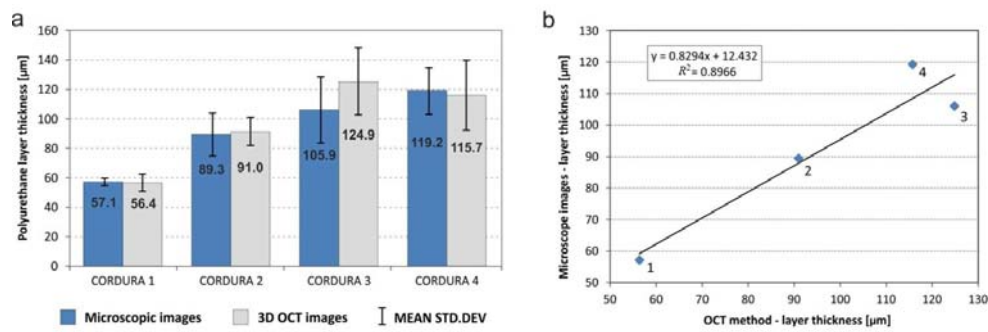 a
Polyurethane layer thickness [µm]
160
140
120
100
80
60
40
20
0
57.1
56.4
89.3
91.0
105.9
124.9
119.2
115.7
CORDURA 1
CORDURA 2
CORDURA 3
CORDURA 4
Microscopic images
3D OCT images
MEAN STD.DEV
b
Microscope images - layer thickness [µm]
130
120
110
100
90
80
70
60
50
y = 0.8294x + 12.432
R² = 0.8966
1
2
3
4
50 60 70 80 90 100 110 120 130
OCT method - layer thickness [µm]